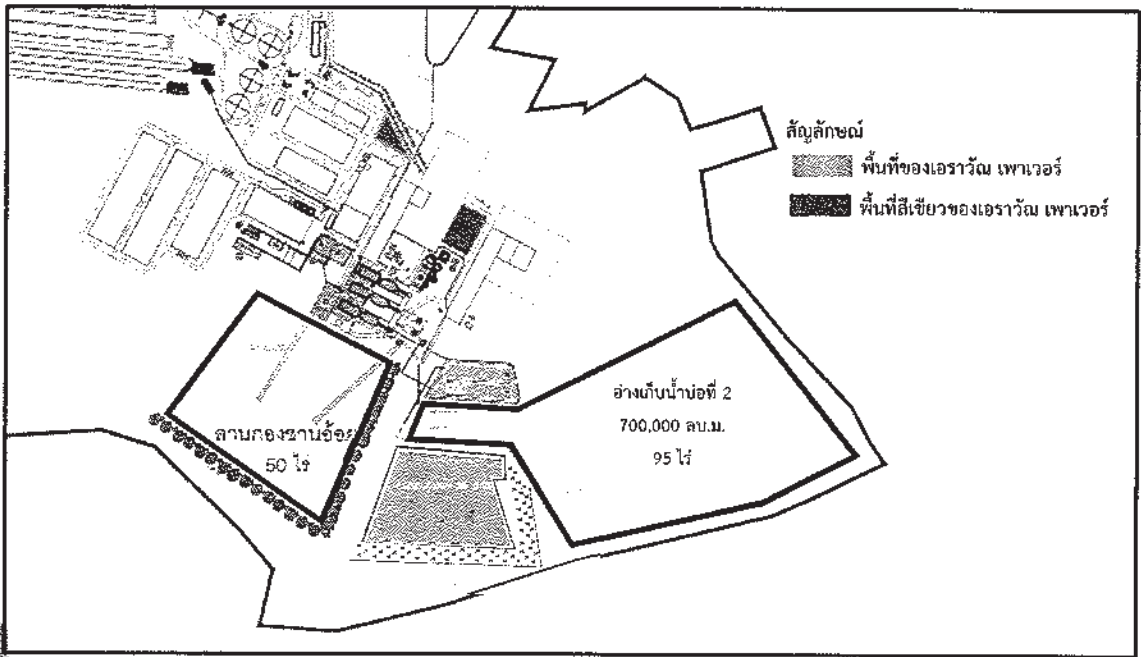 สัญลักษณ์
พื้นที่ของเอราวัณ เพาเวอร์
พื้นที่สีเขียวของเอราวัณ เพาเวอร์
อ่างเก็บน้ำบ่อที่ 2
700,000 ลบ.ม.
95 ไร่
ลานกองชานอ้อย
50 ไร่